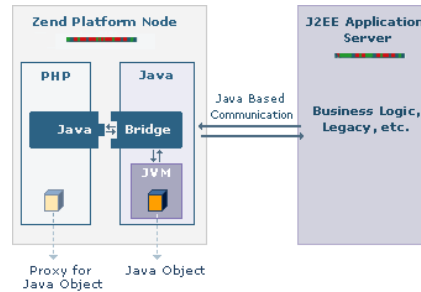 Zend Platform Node
PHP
Java
Java
Bridge
JVM
Proxy for
Java Object
Java Object
Java Based
Communication
J2EE Application
Server
Business Logic,
Legacy, etc.